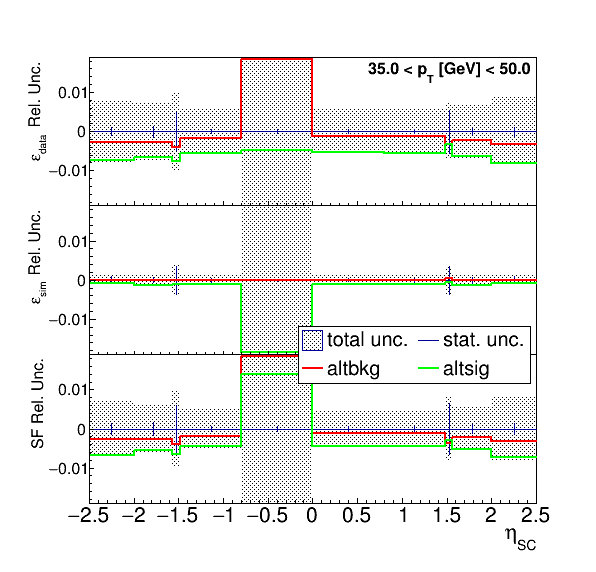 35.0 < p_T [GeV] < 50.0
ε_data Rel. Unc.
0.01
0
−0.01
ε_sim Rel. Unc.
0.01
0
−0.01
total unc.
stat. unc.
altbkg
altsig
SF Rel. Unc.
0.01
0
−0.01
−2.5 −2 −1.5 −1 −0.5 0 0.5 1 1.5 2 2.5
η_SC